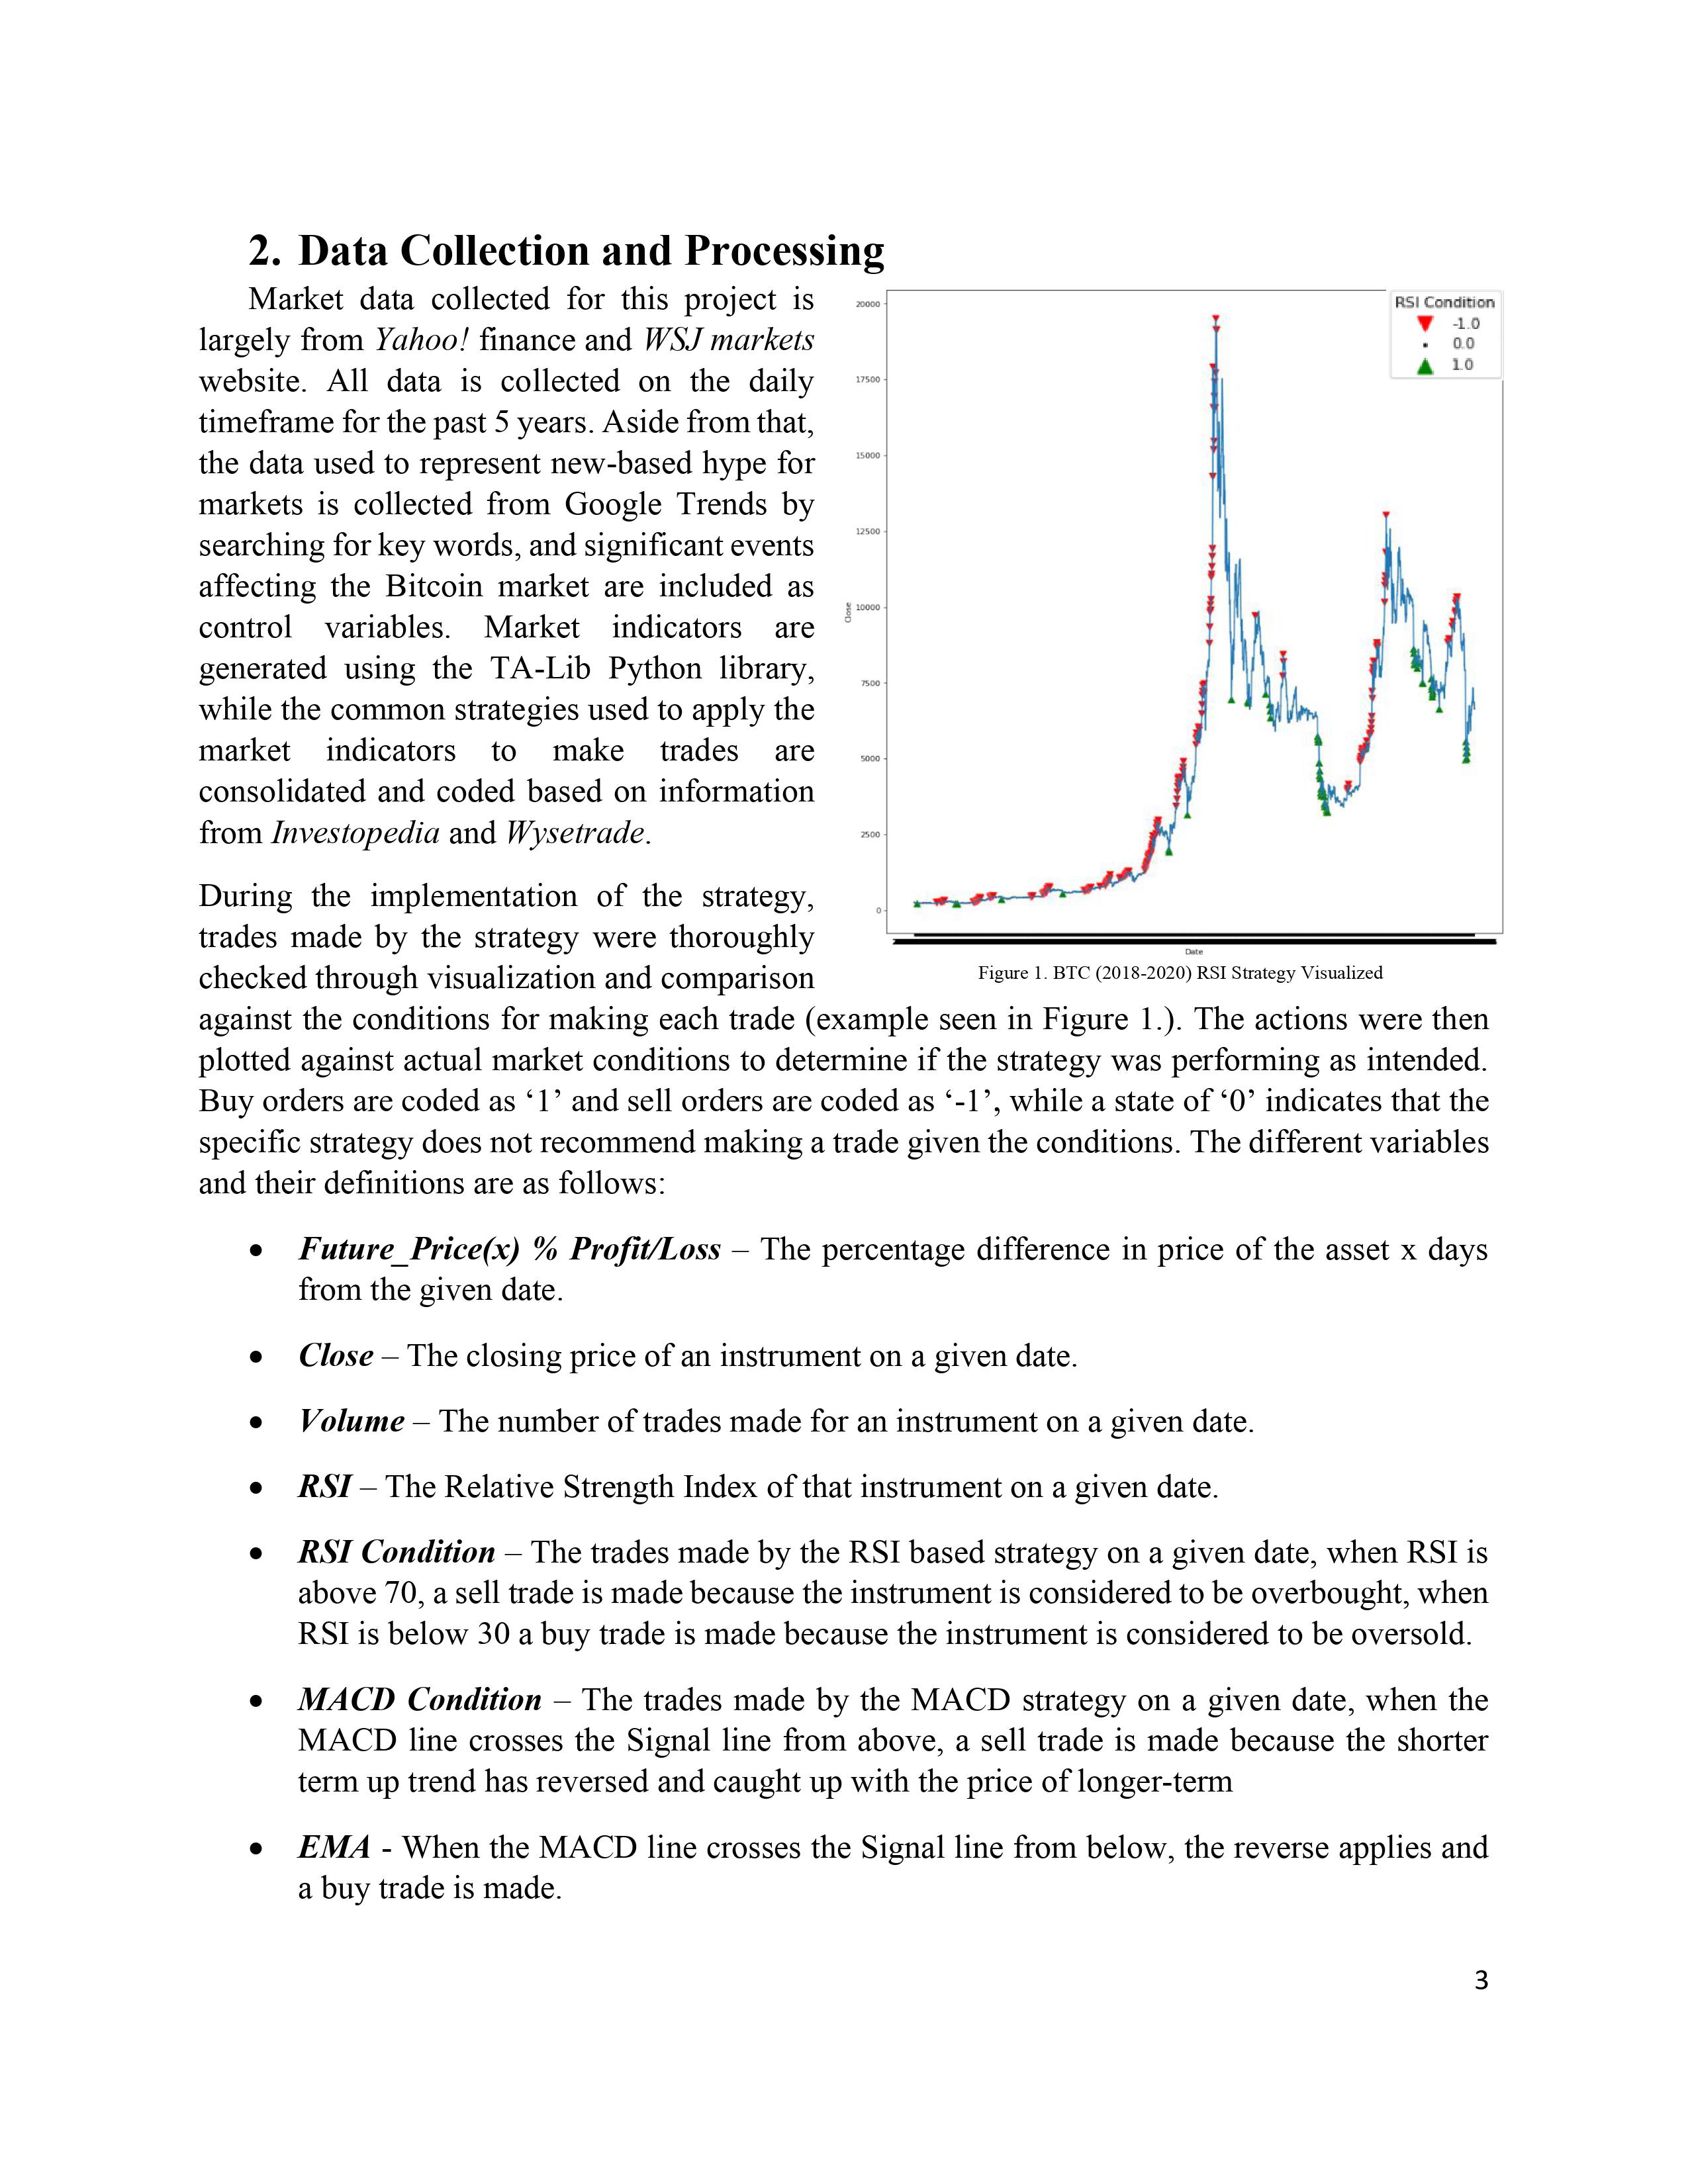 2. Data Collection and Processing
Market data collected for this project is
largely from Yahoo! finance and WSJ markets
website. All data is collected on the daily
timeframe for the past 5 years. Aside from that,
the data used to represent new-based hype for
markets is collected from Google Trends by
searching for key words, and significant events
affecting the Bitcoin market are included as
control variables. Market indicators are
generated using the TA-Lib Python library,
while the common strategies used to apply the
market indicators to make trades are
consolidated and coded based on information
from Investopedia and Wysetrade.
During the implementation of the strategy,
trades made by the strategy were thoroughly
checked through visualization and comparison
RSI Condition
-1.0
0.0
1.0
20000
17500
15000
12500
10000
7500
5000
2500
0
Close
Date
Figure 1. BTC (2018-2020) RSI Strategy Visualized
against the conditions for making each trade (example seen in Figure 1.). The actions were then
plotted against actual market conditions to determine if the strategy was performing as intended.
Buy orders are coded as ‘1’ and sell orders are coded as ‘-1’, while a state of ‘0’ indicates that the
specific strategy does not recommend making a trade given the conditions. The different variables
and their definitions are as follows:
• Future_Price(x) % Profit/Loss – The percentage difference in price of the asset x days
from the given date.
• Close – The closing price of an instrument on a given date.
• Volume – The number of trades made for an instrument on a given date.
• RSI – The Relative Strength Index of that instrument on a given date.
• RSI Condition – The trades made by the RSI based strategy on a given date, when RSI is
above 70, a sell trade is made because the instrument is considered to be overbought, when
RSI is below 30 a buy trade is made because the instrument is considered to be oversold.
• MACD Condition – The trades made by the MACD strategy on a given date, when the
MACD line crosses the Signal line from above, a sell trade is made because the shorter
term up trend has reversed and caught up with the price of longer-term
• EMA - When the MACD line crosses the Signal line from below, the reverse applies and
a buy trade is made.
3